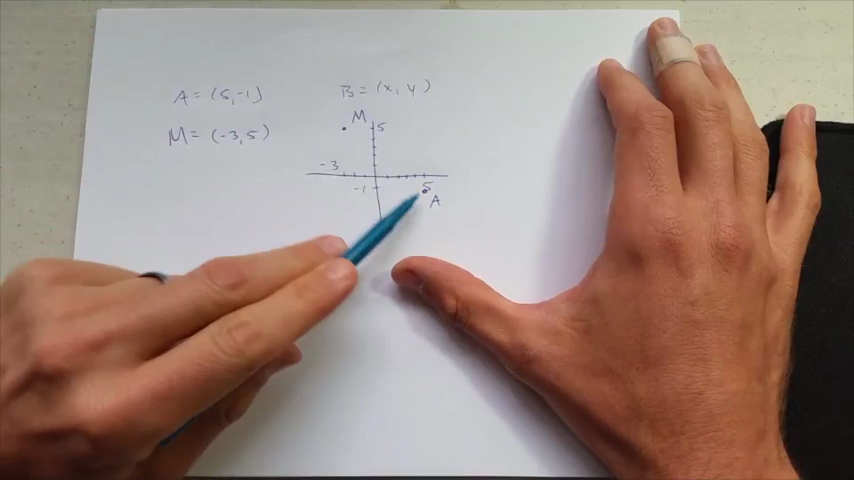 A = (5,-1)
B = (x, y)
M = (-3,5)
M
5
-3
-1
5
A